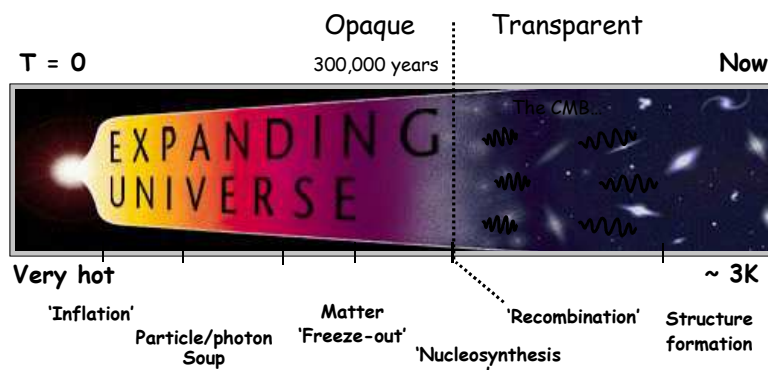 Opaque
Transparent
T = 0
300,000 years
Now
The CMB...
EXPANDING
UNIVERSE
Very hot
~ 3K
'Inflation'
Particle/photon
Soup
Matter
'Freeze-out'
'Nucleosynthesis
'Recombination'
Structure
formation